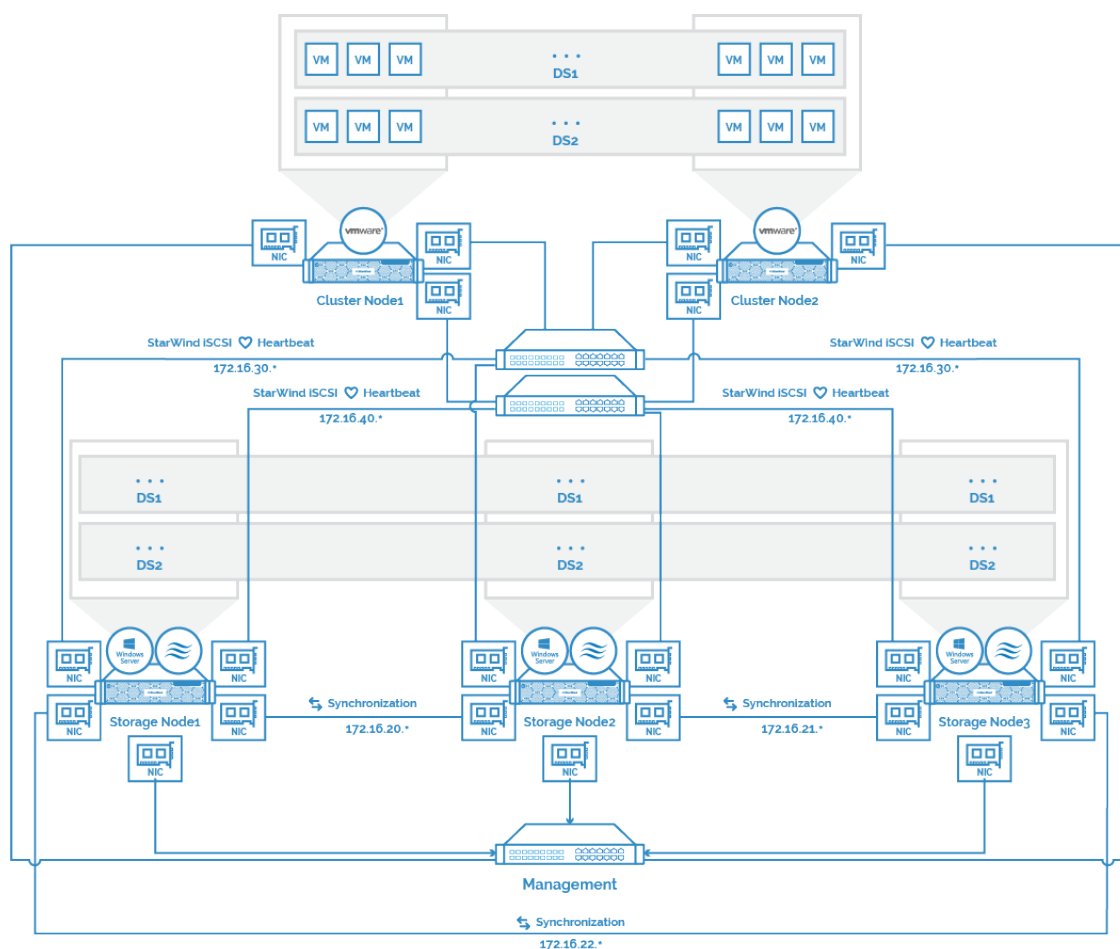 VM VM VM ... VM VM VM
DS1
VM VM VM ... VM VM VM
DS2
vmware®
vmware®
NIC
NIC
NIC
NIC
NIC
NIC
Cluster Node1
Cluster Node2
StarWind iSCSI Heartbeat
172.16.30.*
StarWind iSCSI Heartbeat
172.16.30.*
StarWind iSCSI Heartbeat
172.16.40.*
StarWind iSCSI Heartbeat
172.16.40.*
... ... ...
DS1 DS1 DS1
... ... ...
DS2 DS2 DS2
Windows
Server
Windows
Server
Windows
Server
NIC NIC NIC NIC NIC NIC
Storage Node1
Storage Node2
Storage Node3
NIC NIC NIC NIC NIC NIC
Synchronization
172.16.20.*
Synchronization
172.16.21.*
NIC NIC NIC
Management
Synchronization
172.16.22.*